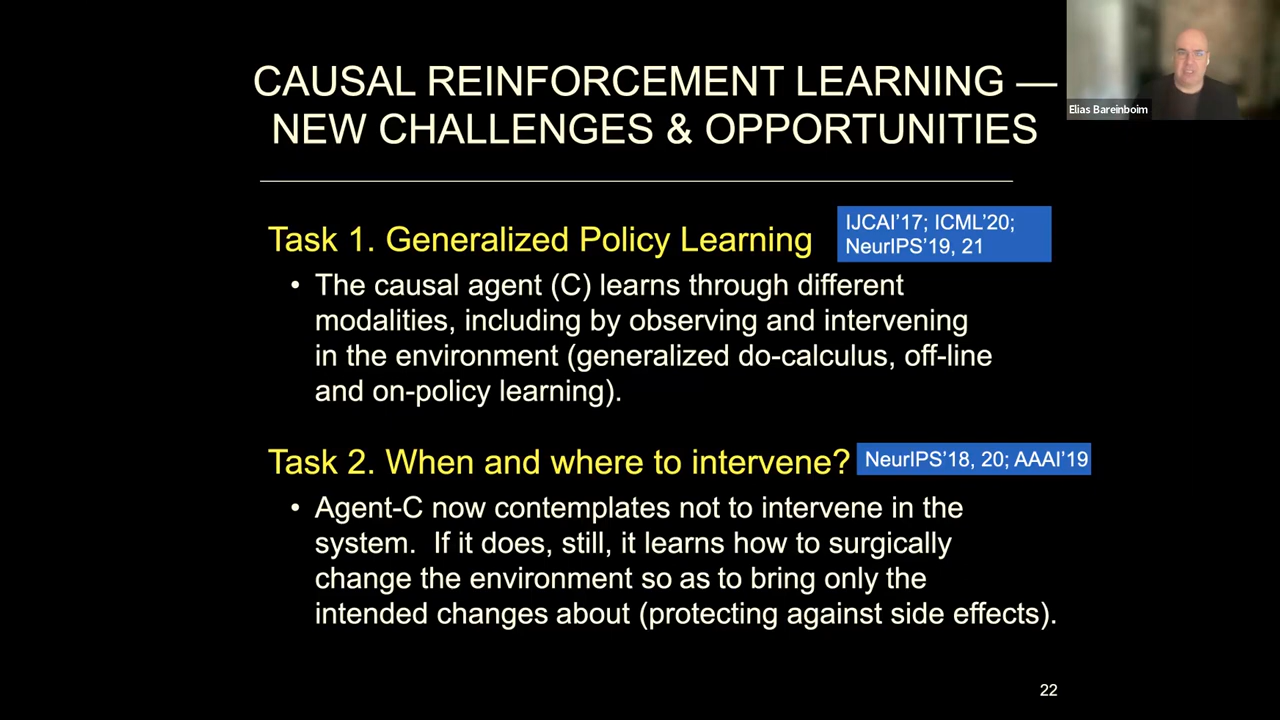 CAUSAL REINFORCEMENT LEARNING —
NEW CHALLENGES & OPPORTUNITIES
Elias Bareinboim
Task 1. Generalized Policy Learning
IJCAI'17; ICML'20;
NeurIPS'19, 21
• The causal agent (C) learns through different
modalities, including by observing and intervening
in the environment (generalized do-calculus, off-line
and on-policy learning).
Task 2. When and where to intervene?
NeurIPS'18, 20; AAAI'19
• Agent-C now contemplates not to intervene in the
system.  If it does, still, it learns how to surgically
change the environment so as to bring only the
intended changes about (protecting against side effects).
22